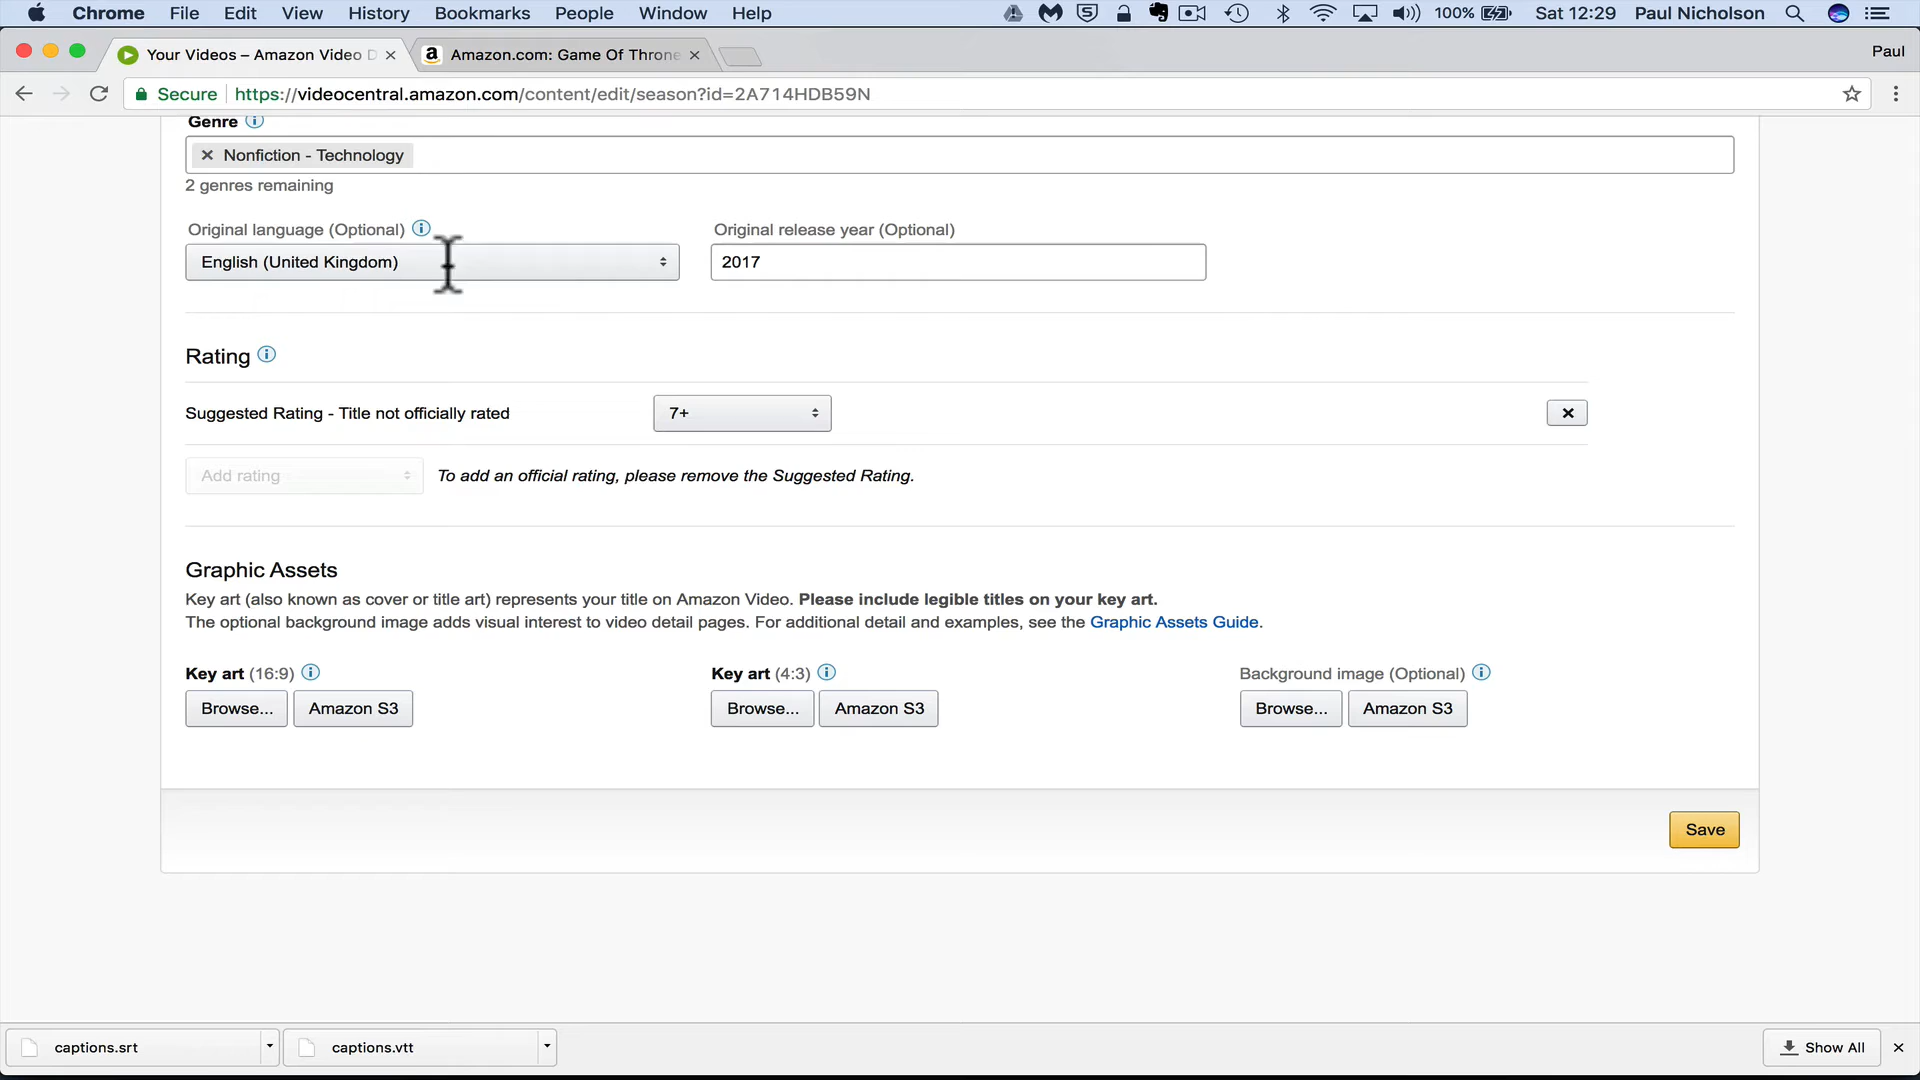 Chrome File Edit View History Bookmarks People Window Help 100% Sat 12:29 Paul Nicholson
Your Videos – Amazon Video D Amazon.com: Game Of Throne Paul
Secure https://videocentral.amazon.com/content/edit/season?id=2A714HDB59N
Genre
Nonfiction - Technology
2 genres remaining
Original language (Optional) Original release year (Optional)
English (United Kingdom) 2017
Rating
Suggested Rating - Title not officially rated 7+
Add rating To add an official rating, please remove the Suggested Rating.
Graphic Assets
Key art (also known as cover or title art) represents your title on Amazon Video. Please include legible titles on your key art.
The optional background image adds visual interest to video detail pages. For additional detail and examples, see the Graphic Assets Guide.
Key art (16:9) Key art (4:3) Background image (Optional)
Browse... Amazon S3 Browse... Amazon S3 Browse... Amazon S3
Save
captions.srt captions.vtt Show All